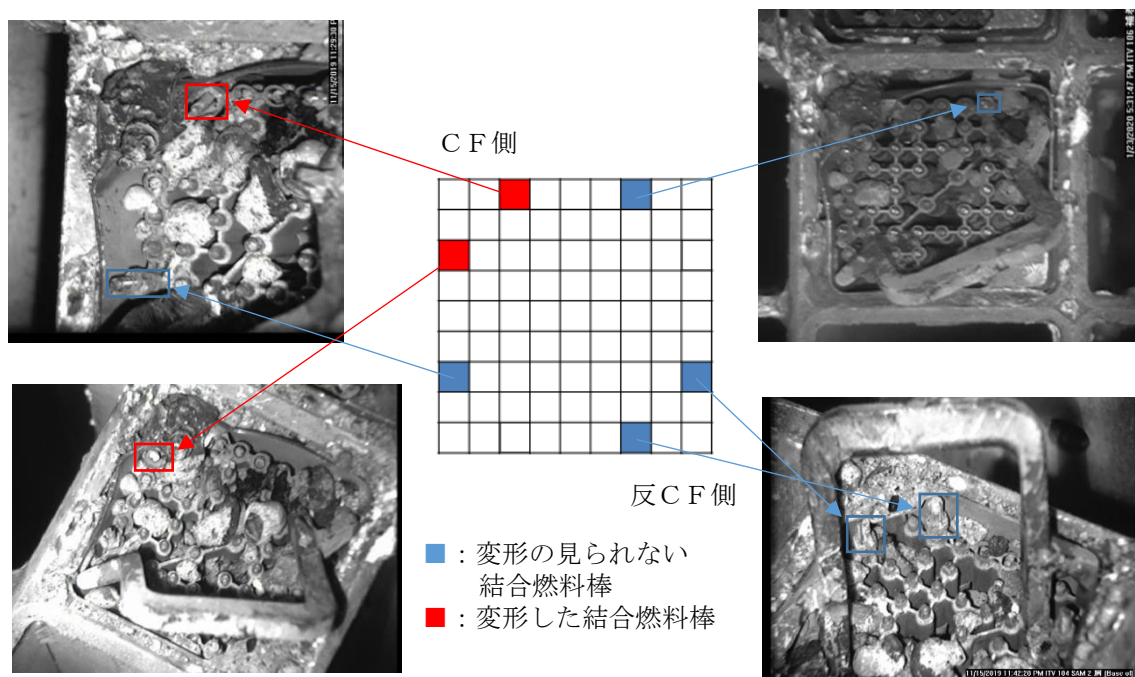 11/15/2019 11:29:30 PM
1/23/2020 5:31:47 PM ITV 106
ＣＦ側
反ＣＦ側
：変形の見られない
結合燃料棒
：変形した結合燃料棒
11/15/2019 11:42:20 PM ITV 104 SAM 2